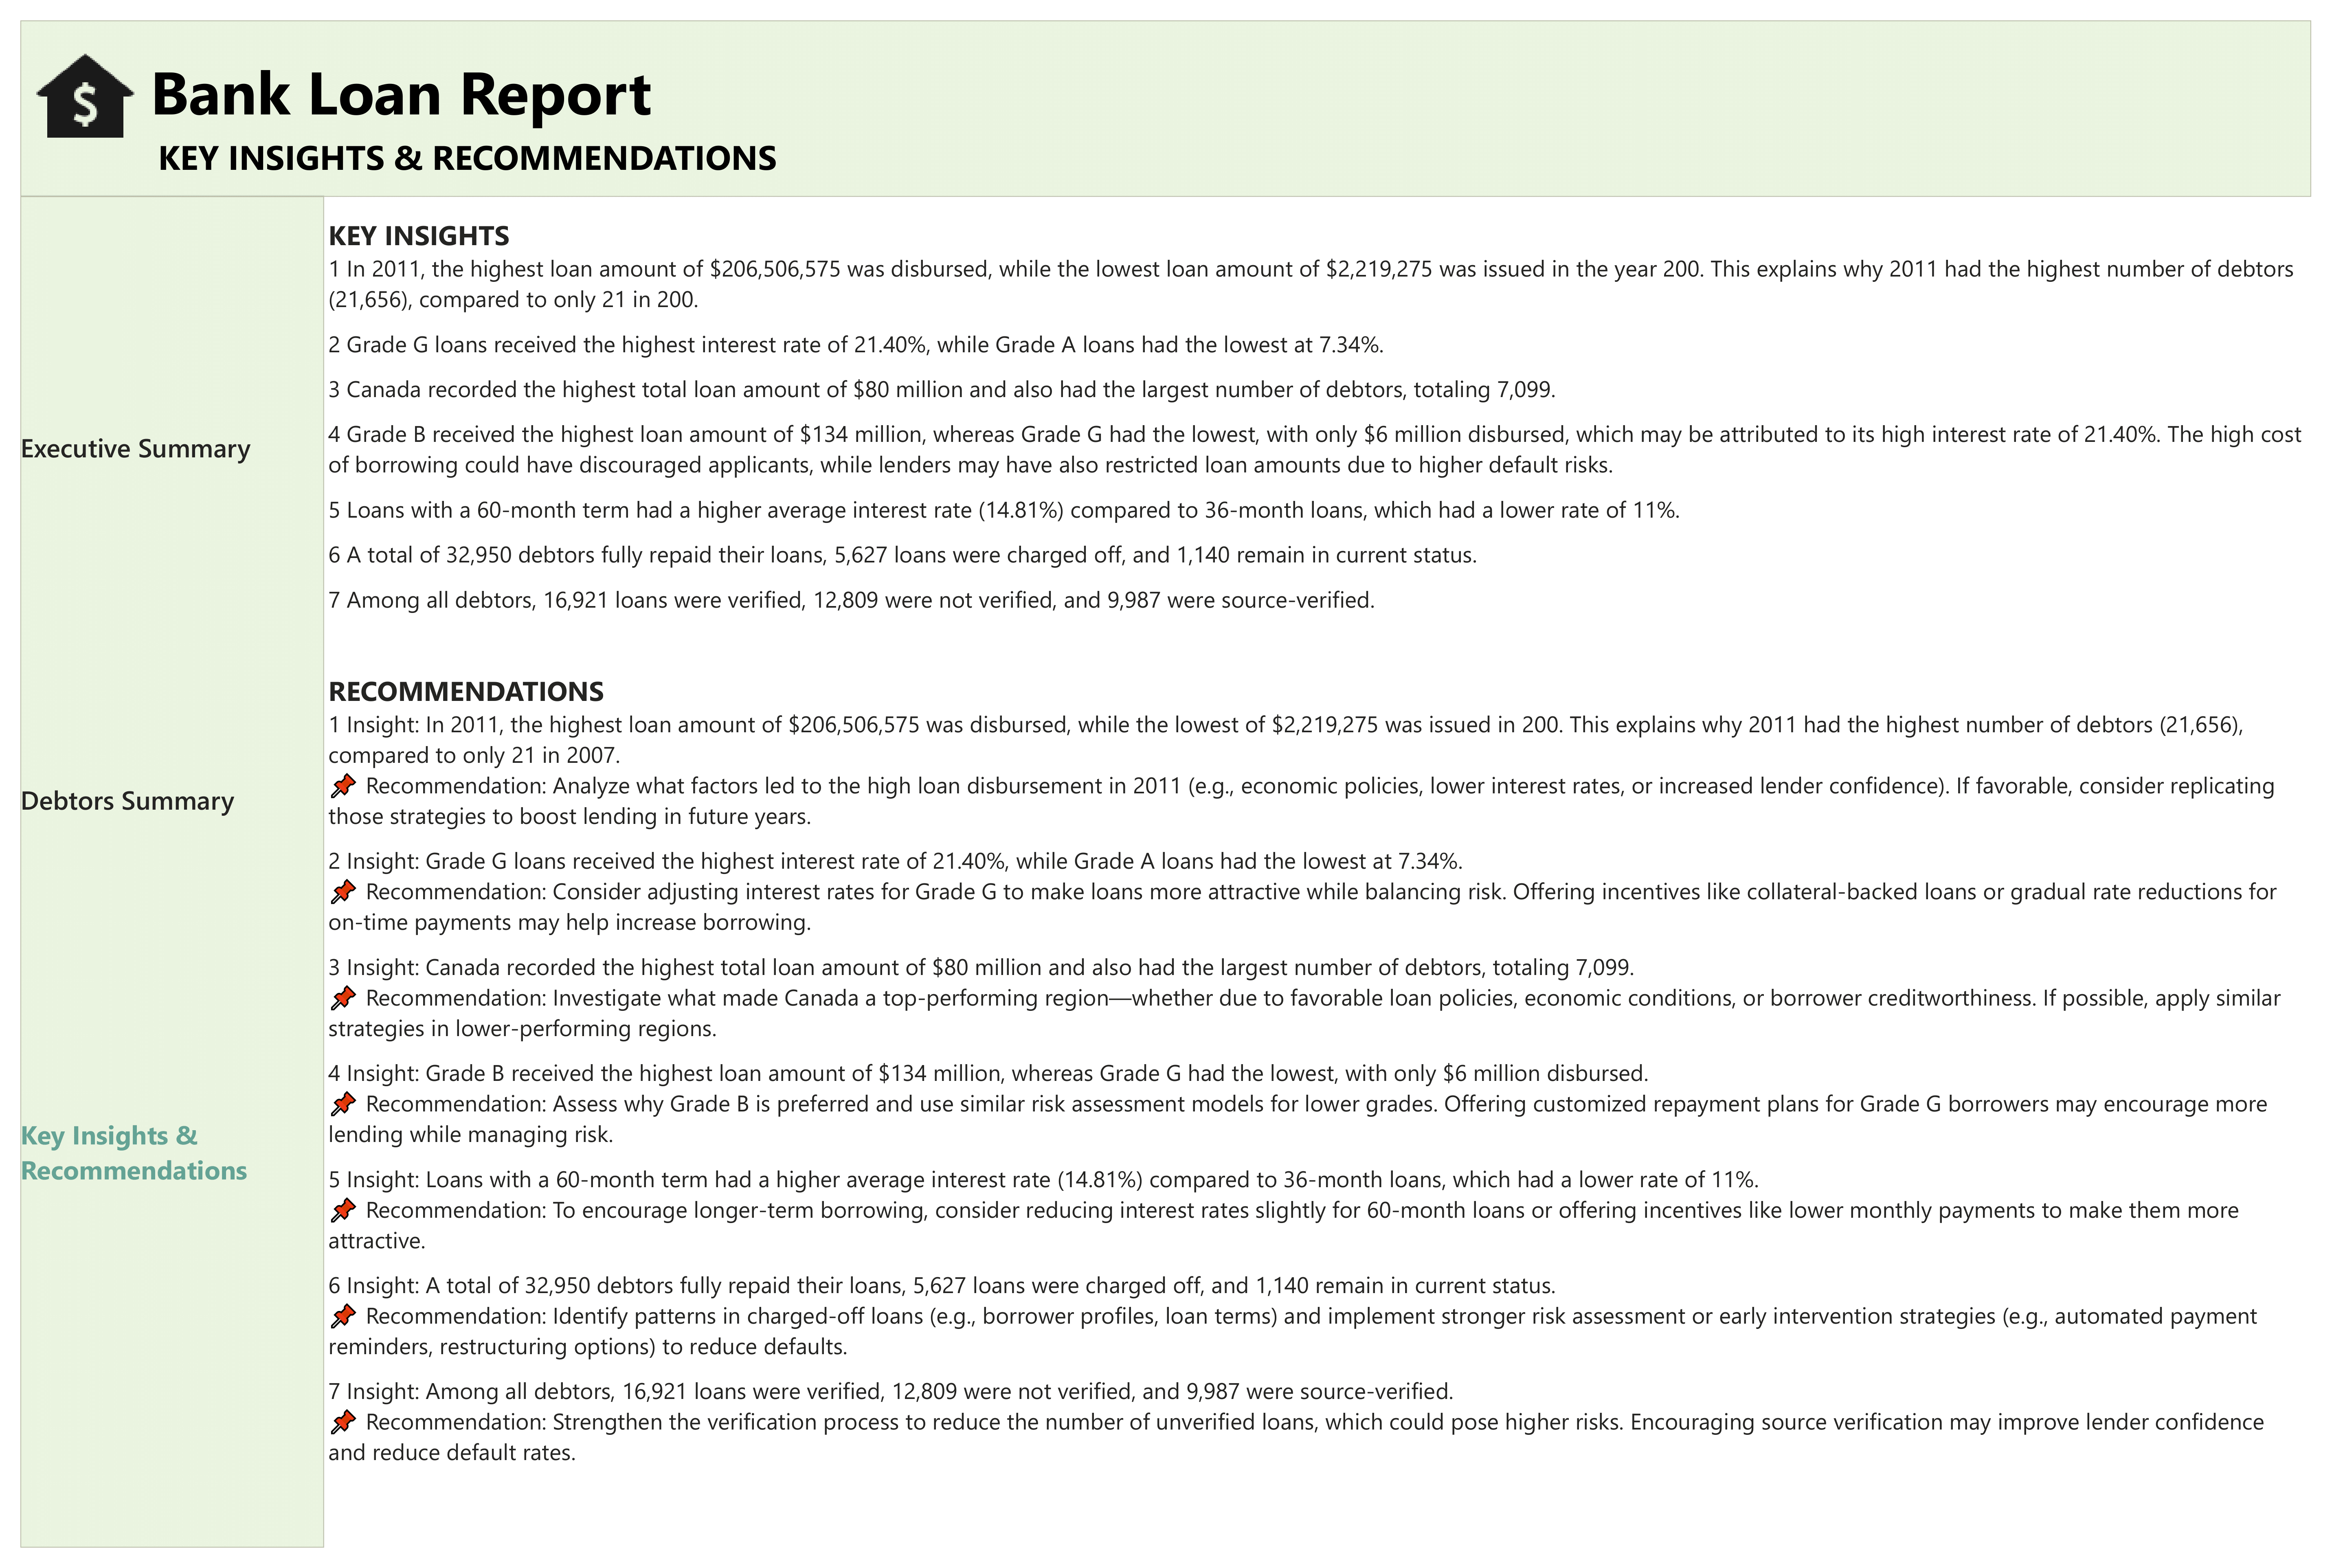 $
Bank Loan Report
KEY INSIGHTS & RECOMMENDATIONS
Executive Summary
Debtors Summary
Key Insights &
Recommendations
KEY INSIGHTS
1 In 2011, the highest loan amount of $206,506,575 was disbursed, while the lowest loan amount of $2,219,275 was issued in the year 200. This explains why 2011 had the highest number of debtors
(21,656), compared to only 21 in 200.
2 Grade G loans received the highest interest rate of 21.40%, while Grade A loans had the lowest at 7.34%.
3 Canada recorded the highest total loan amount of $80 million and also had the largest number of debtors, totaling 7,099.
4 Grade B received the highest loan amount of $134 million, whereas Grade G had the lowest, with only $6 million disbursed, which may be attributed to its high interest rate of 21.40%. The high cost
of borrowing could have discouraged applicants, while lenders may have also restricted loan amounts due to higher default risks.
5 Loans with a 60-month term had a higher average interest rate (14.81%) compared to 36-month loans, which had a lower rate of 11%.
6 A total of 32,950 debtors fully repaid their loans, 5,627 loans were charged off, and 1,140 remain in current status.
7 Among all debtors, 16,921 loans were verified, 12,809 were not verified, and 9,987 were source-verified.
RECOMMENDATIONS
1 Insight: In 2011, the highest loan amount of $206,506,575 was disbursed, while the lowest of $2,219,275 was issued in 200. This explains why 2011 had the highest number of debtors (21,656),
compared to only 21 in 2007.
📌 Recommendation: Analyze what factors led to the high loan disbursement in 2011 (e.g., economic policies, lower interest rates, or increased lender confidence). If favorable, consider replicating
those strategies to boost lending in future years.
2 Insight: Grade G loans received the highest interest rate of 21.40%, while Grade A loans had the lowest at 7.34%.
📌 Recommendation: Consider adjusting interest rates for Grade G to make loans more attractive while balancing risk. Offering incentives like collateral-backed loans or gradual rate reductions for
on-time payments may help increase borrowing.
3 Insight: Canada recorded the highest total loan amount of $80 million and also had the largest number of debtors, totaling 7,099.
📌 Recommendation: Investigate what made Canada a top-performing region—whether due to favorable loan policies, economic conditions, or borrower creditworthiness. If possible, apply similar
strategies in lower-performing regions.
4 Insight: Grade B received the highest loan amount of $134 million, whereas Grade G had the lowest, with only $6 million disbursed.
📌 Recommendation: Assess why Grade B is preferred and use similar risk assessment models for lower grades. Offering customized repayment plans for Grade G borrowers may encourage more
lending while managing risk.
5 Insight: Loans with a 60-month term had a higher average interest rate (14.81%) compared to 36-month loans, which had a lower rate of 11%.
📌 Recommendation: To encourage longer-term borrowing, consider reducing interest rates slightly for 60-month loans or offering incentives like lower monthly payments to make them more
attractive.
6 Insight: A total of 32,950 debtors fully repaid their loans, 5,627 loans were charged off, and 1,140 remain in current status.
📌 Recommendation: Identify patterns in charged-off loans (e.g., borrower profiles, loan terms) and implement stronger risk assessment or early intervention strategies (e.g., automated payment
reminders, restructuring options) to reduce defaults.
7 Insight: Among all debtors, 16,921 loans were verified, 12,809 were not verified, and 9,987 were source-verified.
📌 Recommendation: Strengthen the verification process to reduce the number of unverified loans, which could pose higher risks. Encouraging source verification may improve lender confidence
and reduce default rates.